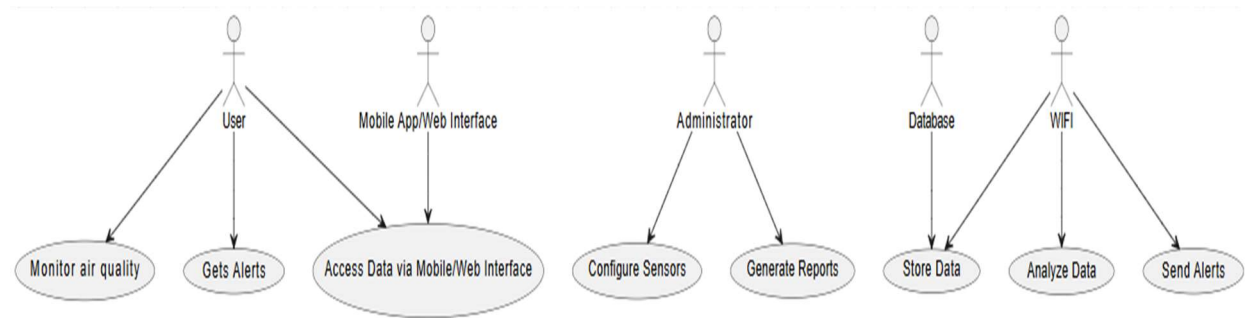 User
Mobile App/Web Interface
Administrator
Database
WIFI
Monitor air quality
Gets Alerts
Access Data via Mobile/Web Interface
Configure Sensors
Generate Reports
Store Data
Analyze Data
Send Alerts